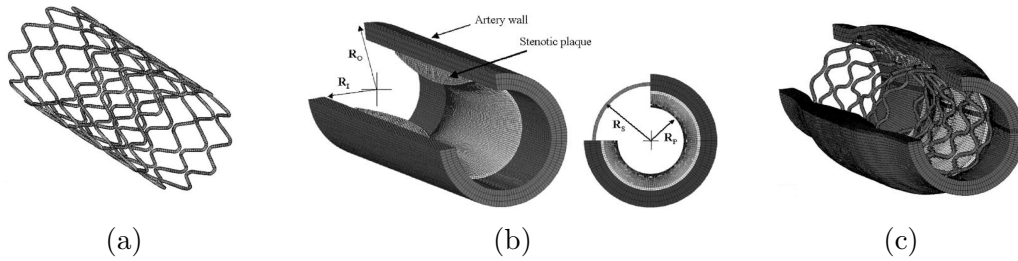 Artery wall
Stenotic plaque
R_O
R_I
R_S
R_P
(a)
(b)
(c)